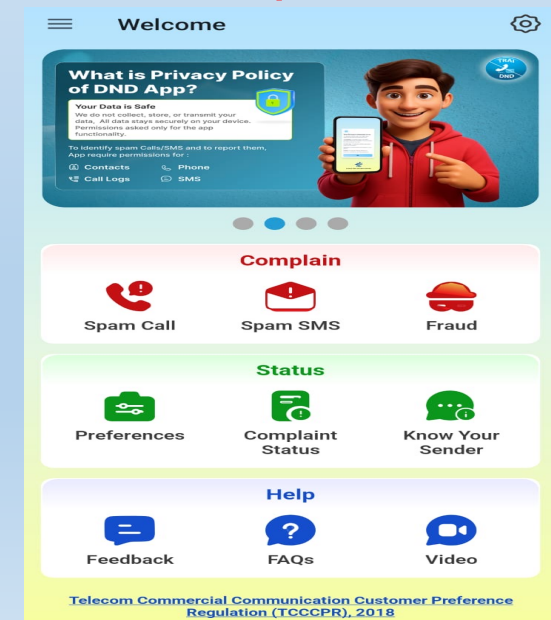 Welcome
What is Privacy Policy
of DND App?
TRAI
DND
Your Data is Safe
We do not collect, store, or transmit your
data, All data stays securely on your device.
Permissions asked only for the app
functionality.
To identify spam Calls/SMS and to report them,
App require permissions for :
Contacts Phone
Call Logs SMS
Complain
Spam Call Spam SMS Fraud
Status
Preferences Complaint Know Your
Status Sender
Help
Feedback FAQs Video
Telecom Commercial Communication Customer Preference
Regulation (TCCCPR), 2018